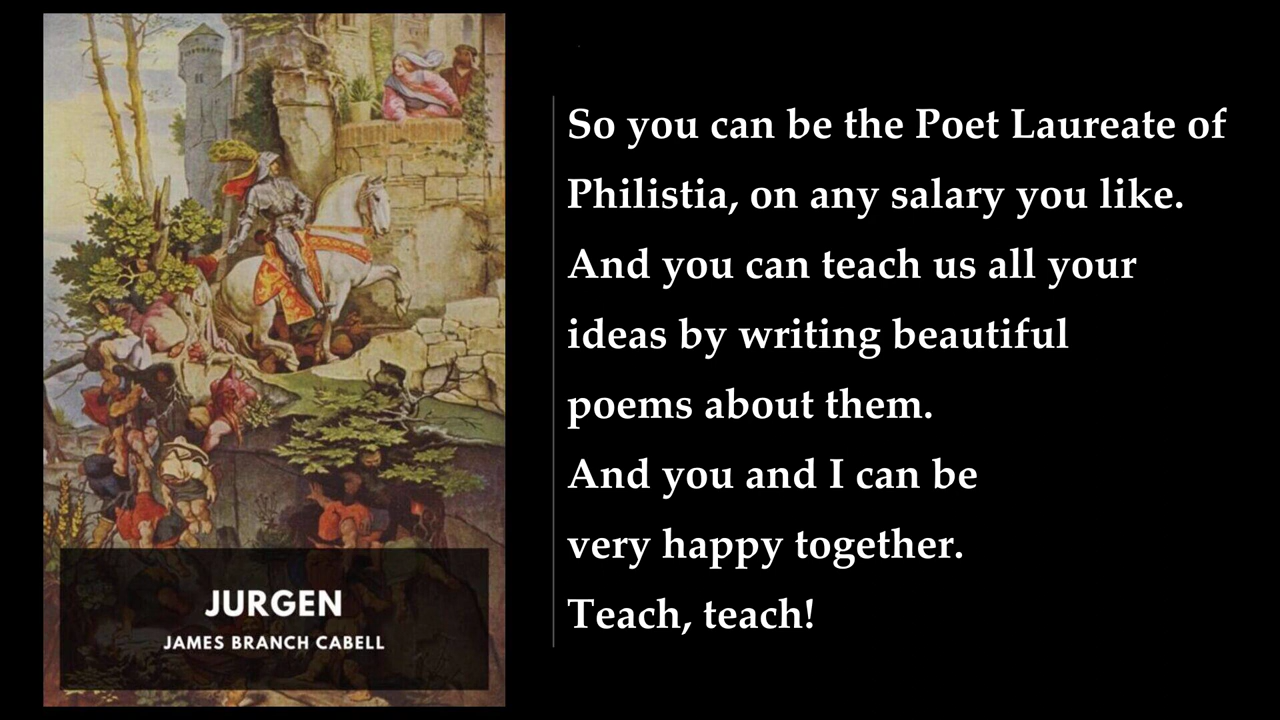 JURGEN
JAMES BRANCH CABELL
So you can be the Poet Laureate of
Philistia, on any salary you like.
And you can teach us all your
ideas by writing beautiful
poems about them.
And you and I can be
very happy together.
Teach, teach!